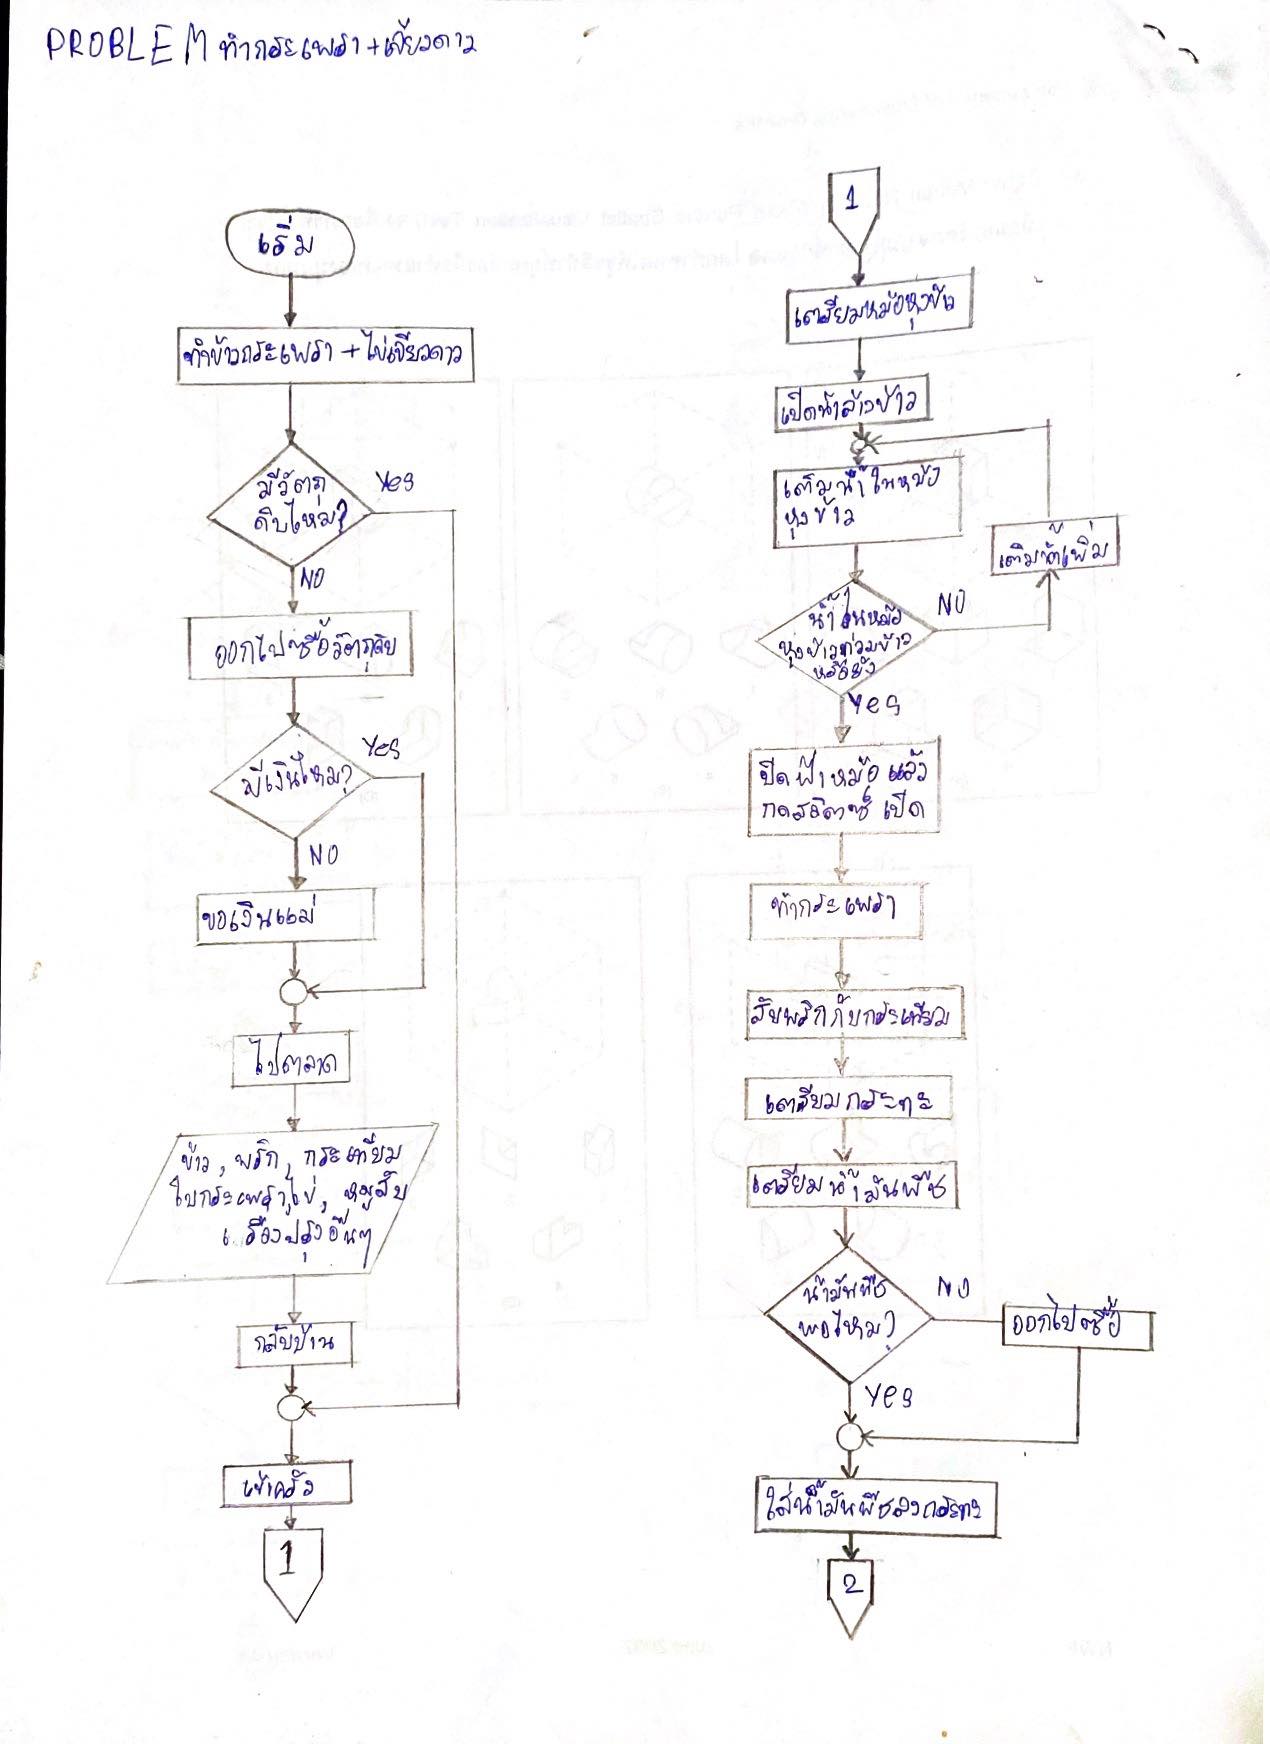 PROBLEM ทำกระเพรา+เจียวดาว
เริ่ม
ทำข้าวกระเพรา + ไข่เจียวดาว
มีวัตถุ
ดิบไหม?
Yes
NO
ออกไปซื้อวัตถุดิบ
มีเงินไหม?
Yes
NO
ขอเงินแม่
ไปตลาด
ข้าว, พริก, กระเทียม
ใบกระเพรา, ไข่, หมูสับ
เครื่องปรุงอื่นๆ
กลับบ้าน
เข้าครัว
1
1
เตรียมหม้อหุงข้าว
เปิดน้ำล้างข้าว
เติมน้ำในหม้อ
หุงข้าว
เติมน้ำเพิ่ม
น้ำในหม้อ
หุงข้าวท่วมข้าว
หรือยัง
NO
Yes
ปิดฝาหม้อแล้ว
กดสวิตซ์ เปิด
ทำกระเพรา
สับพริกกับกระเทียม
เตรียมกระทะ
เตรียมน้ำมันพืช
น้ำมันพืช
พอไหม?
NO
ออกไปซื้อ
Yes
ใส่น้ำมันพืชลงกระทะ
2